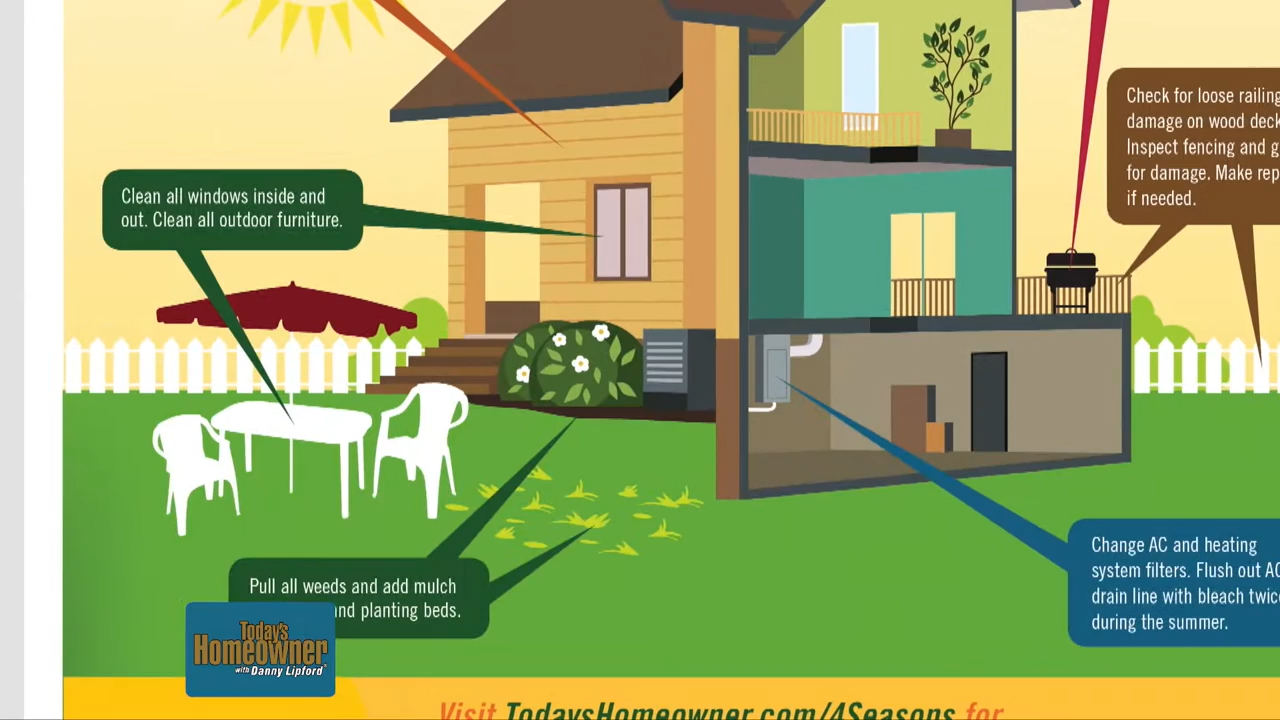 Check for loose railing
damage on wood deck
Inspect fencing and g
for damage. Make rep
if needed.
Clean all windows inside and
out. Clean all outdoor furniture.
Change AC and heating
system filters. Flush out AC
drain line with bleach twice
during the summer.
Pull all weeds and add mulch
and planting beds.
Today's
Homeowner
with Danny Lipford®
Visit TodaysHomeowner.com/4Seasons for